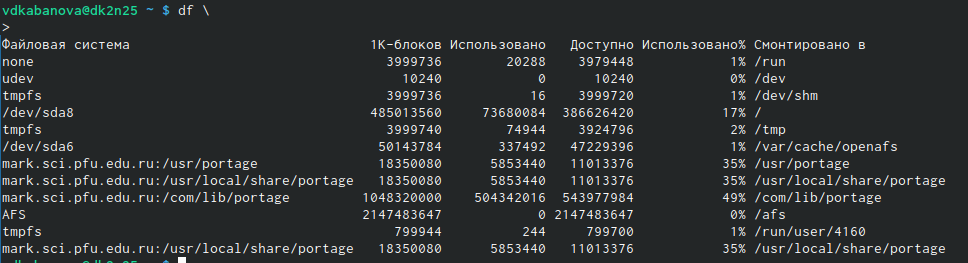 vdkabanova@dk2n25 ~ $ df \
>
Файловая система 1K-блоков Использовано Доступно Использовано% Смонтировано в
none 3999736 20288 3979448 1% /run
udev 10240 0 10240 0% /dev
tmpfs 3999736 16 3999720 1% /dev/shm
/dev/sda8 485013560 73680084 386626420 17% /
tmpfs 3999740 74944 3924796 2% /tmp
/dev/sda6 50143784 337492 47229396 1% /var/cache/openafs
mark.sci.pfu.edu.ru:/usr/portage 18350080 5853440 11013376 35% /usr/portage
mark.sci.pfu.edu.ru:/usr/local/share/portage 18350080 5853440 11013376 35% /usr/local/share/portage
mark.sci.pfu.edu.ru:/com/lib/portage 1048320000 504342016 543977984 49% /com/lib/portage
AFS 2147483647 0 2147483647 0% /afs
tmpfs 799944 244 799700 1% /run/user/4160
mark.sci.pfu.edu.ru:/usr/local/share/portage 18350080 5853440 11013376 35% /usr/local/share/portage
vdkabanova@dk2n25 ~ $